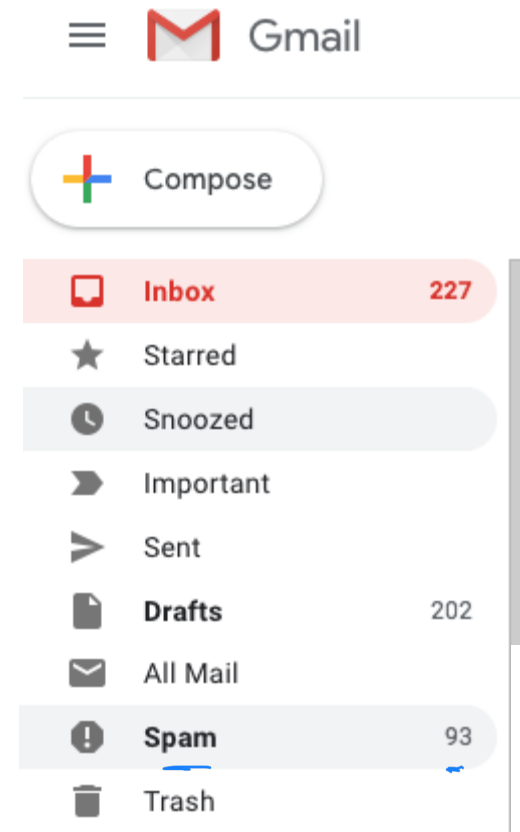 Gmail
Compose
Inbox 227
Starred
Snoozed
Important
Sent
Drafts 202
All Mail
Spam 93
Trash